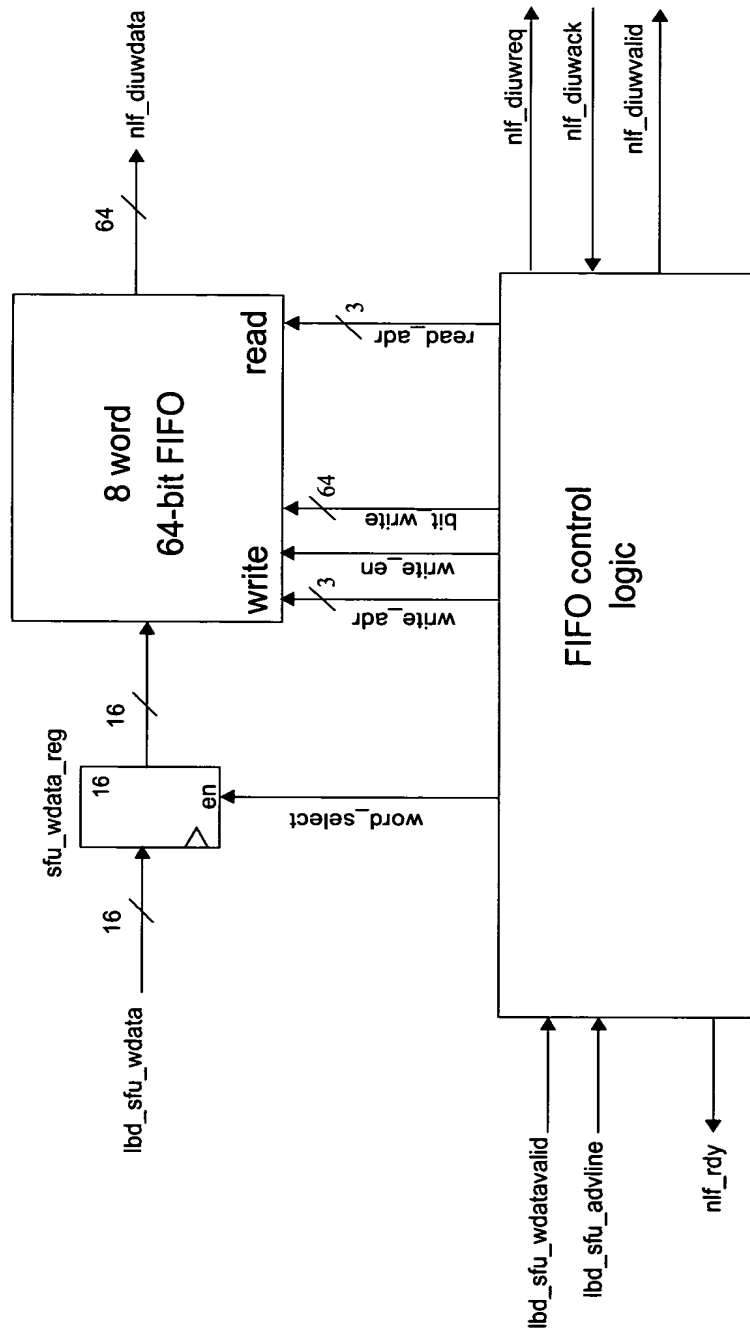 sfu_wdata_reg
lbd_sfu_wdata
16
16
en
16
8 word
64-bit FIFO
write
read
64
nlf_diuwdata
word_select
write_adr
3
write_en
bit_write
64
read_adr
3
FIFO control
logic
lbd_sfu_wdatavalid
lbd_sfu_advline
nlf_rdy
nlf_diuwreq
nlf_diuwack
nlf_diuwvalid